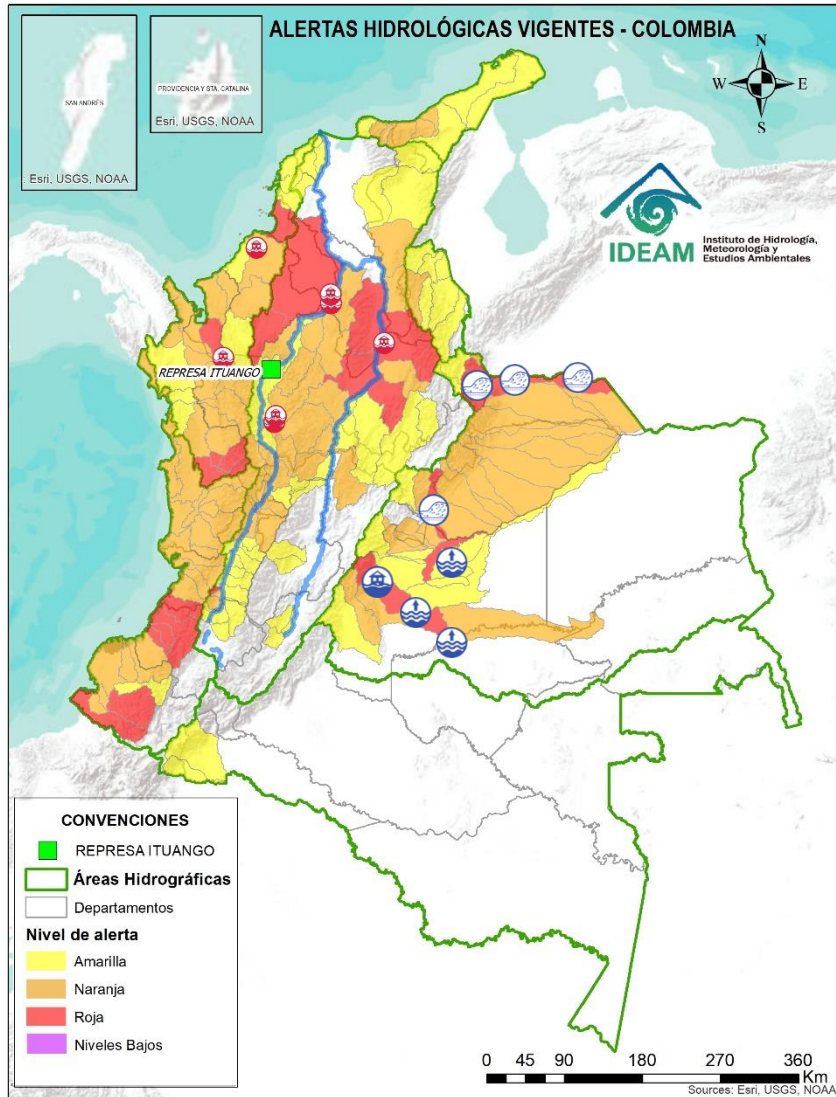 ALERTAS HIDROLÓGICAS VIGENTES - COLOMBIA
SAN ANDRÉS
Esri, USGS, NOAA
PROVIDENCIA Y STA. CATALINA
Esri, USGS, NOAA
N
W
E
S
IDEAM
Instituto de Hidrología,
Meteorología y
Estudios Ambientales
REPRESA ITUANGO
CONVENCIONES
REPRESA ITUANGO
Áreas Hidrográficas
Departamentos
Nivel de alerta
Amarilla
Naranja
Roja
Niveles Bajos
0 45 90 180 270 360
Km
Sources: Esri, USGS, NOAA